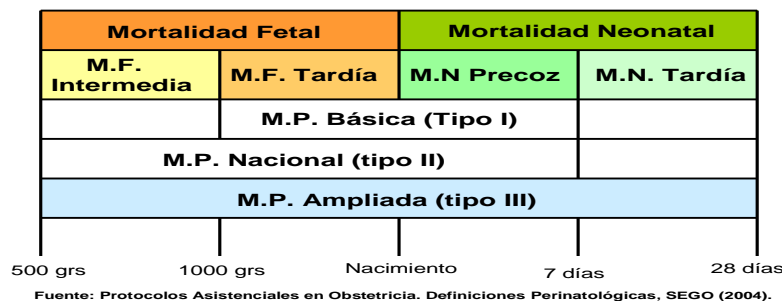 Mortalidad Fetal
Mortalidad Neonatal
M.F.
Intermedia
M.F. Tardía
M.N Precoz
M.N. Tardía
M.P. Básica (Tipo I)
M.P. Nacional (tipo II)
M.P. Ampliada (tipo III)
500 grs
1000 grs
Nacimiento
7 días
28 días
Fuente: Protocolos Asistenciales en Obstetricia. Definiciones Perinatológicas, SEGO (2004).